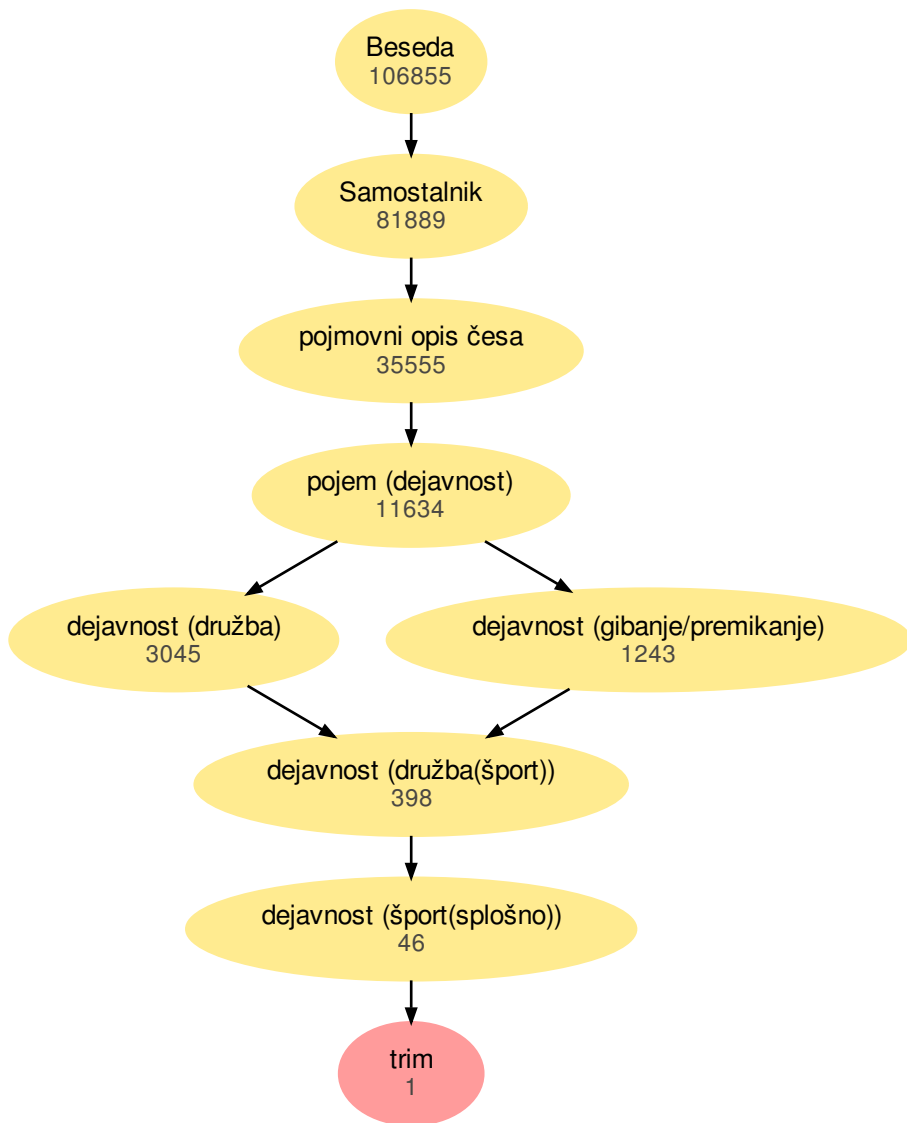 Beseda
106855
Samostalnik
81889
pojmovni opis česa
35555
pojem (dejavnost)
11634
dejavnost (družba)
3045
dejavnost (gibanje/premikanje)
1243
dejavnost (družba(šport))
398
dejavnost (šport(splošno))
46
trim
1